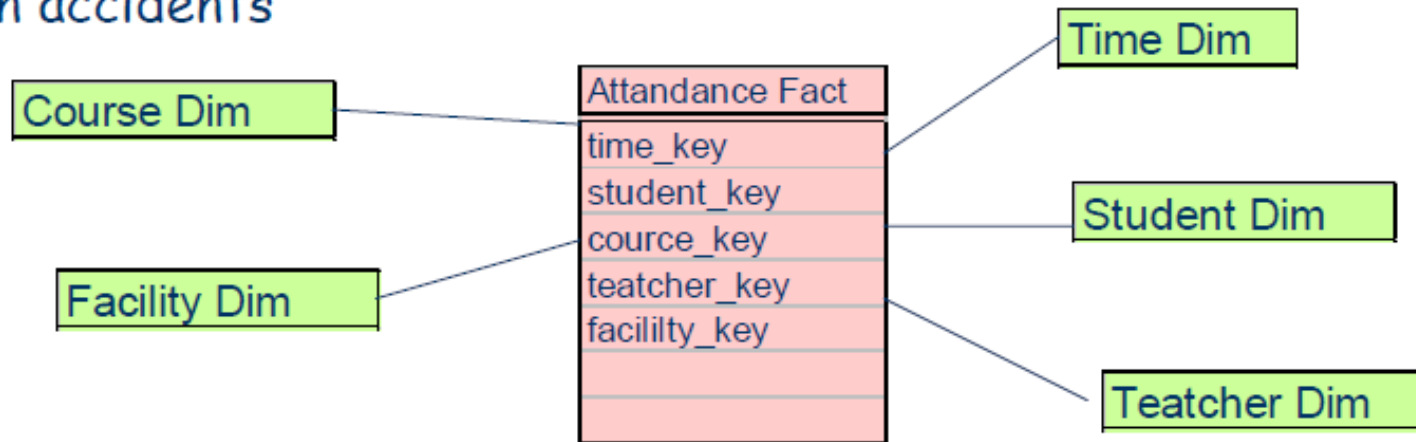 accidents
Time Dim
Course Dim
Attandance Fact
time_key
student_key
cource_key
teatcher_key
facililty_key
Student Dim
Facility Dim
Teatcher Dim